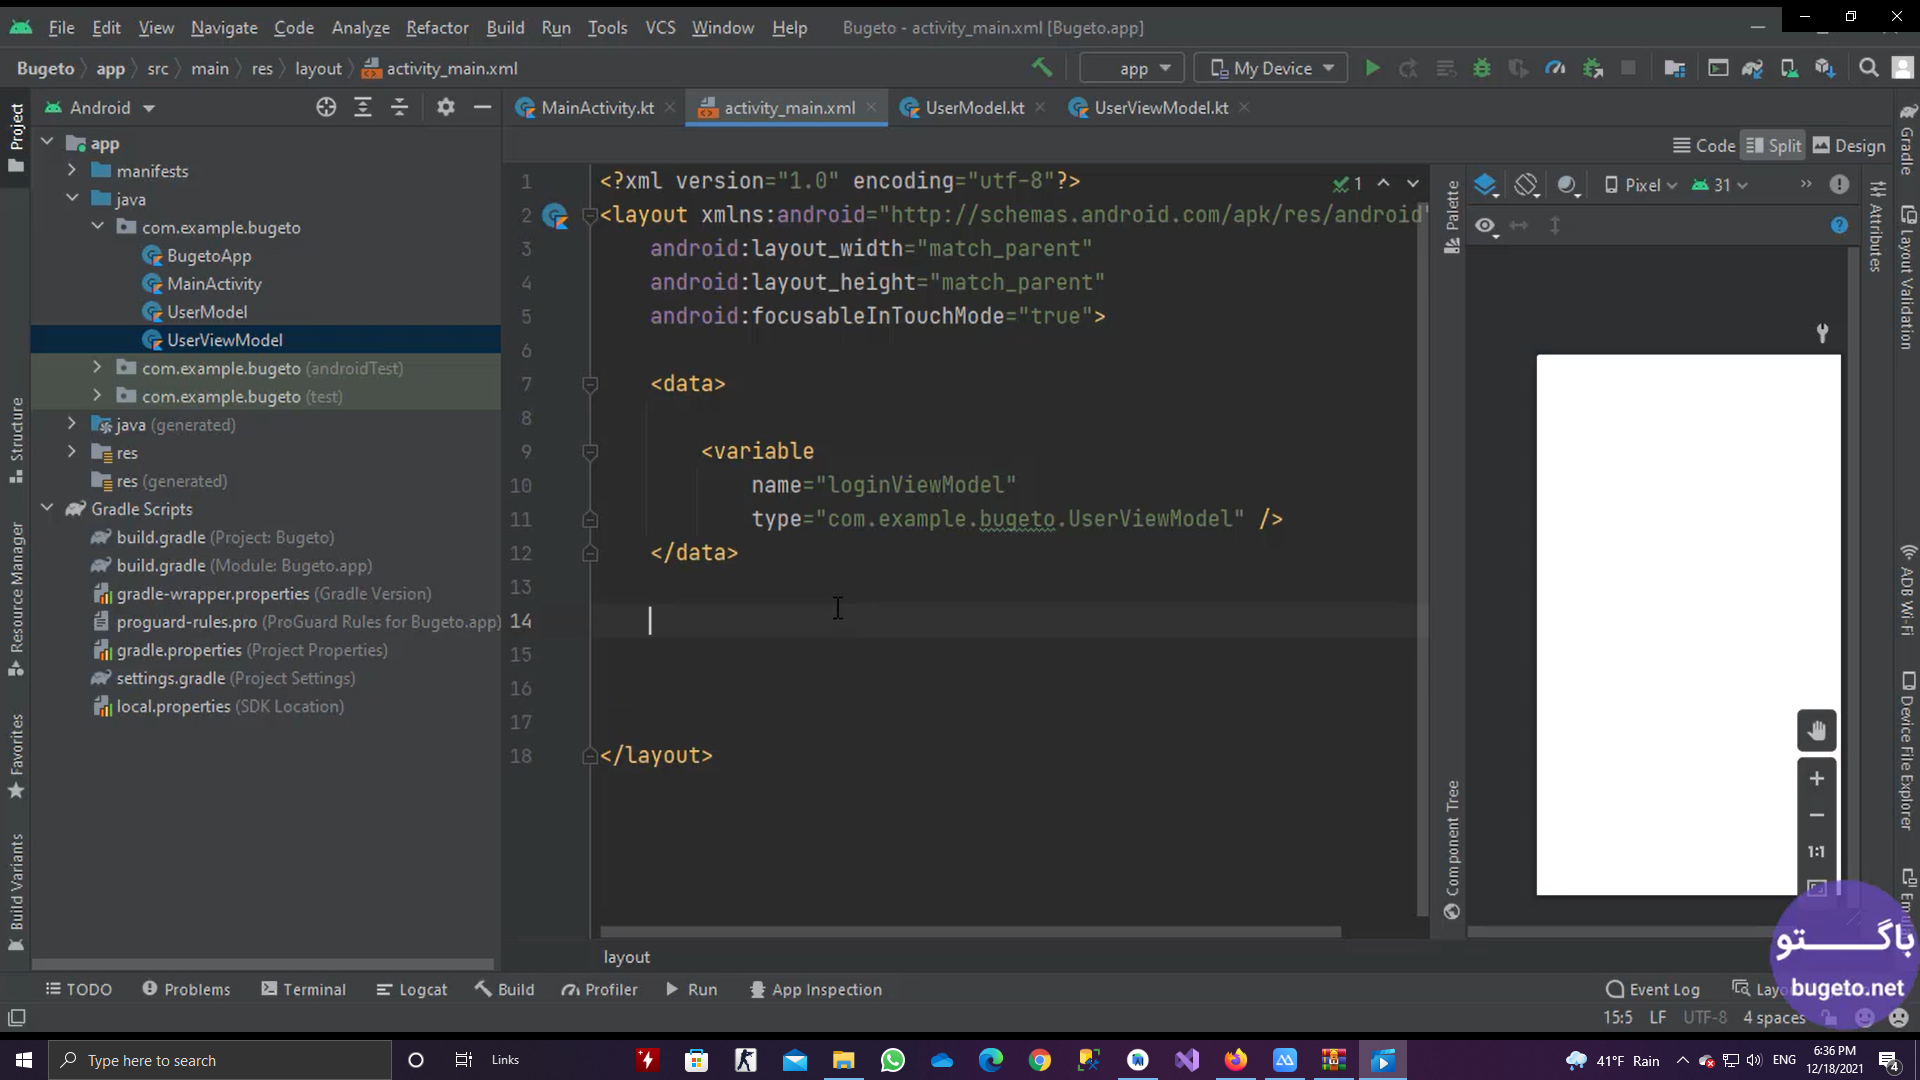 File Edit View Navigate Code Analyze Refactor Build Run Tools VCS Window Help Bugeto - activity_main.xml [Bugeto.app]
Bugeto app src main res layout activity_main.xml app My Device
Project
Android
MainActivity.kt activity_main.xml UserModel.kt UserViewModel.kt
Code Split Design
app
manifests
java
com.example.bugeto
BugetoApp
MainActivity
UserModel
UserViewModel
com.example.bugeto (androidTest)
com.example.bugeto (test)
java (generated)
res
res (generated)
Gradle Scripts
build.gradle (Project: Bugeto)
build.gradle (Module: Bugeto.app)
gradle-wrapper.properties (Gradle Version)
proguard-rules.pro (ProGuard Rules for Bugeto.app)
gradle.properties (Project Properties)
settings.gradle (Project Settings)
local.properties (SDK Location)
Structure
Resource Manager
Favorites
Build Variants
1 <?xml version="1.0" encoding="utf-8"?> 1
2 <layout xmlns:android="http://schemas.android.com/apk/res/android"
3 android:layout_width="match_parent"
4 android:layout_height="match_parent"
5 android:focusableInTouchMode="true">
6
7 <data>
8
9 <variable
10 name="loginViewModel"
11 type="com.example.bugeto.UserViewModel" />
12 </data>
13
14
15
16
17
18 </layout>
layout
Palette
Component Tree
Pixel 31
1:1
Attributes
Gradle
Layout Validation
ADB Wi-Fi
Device File Explorer
Emul
باگتو
bugeto.net
TODO Problems Terminal Logcat Build Profiler Run App Inspection Event Log Layo
15:5 LF UTF-8 4 spaces
Type here to search Links 41°F Rain ENG 6:36 PM
12/18/2021
4